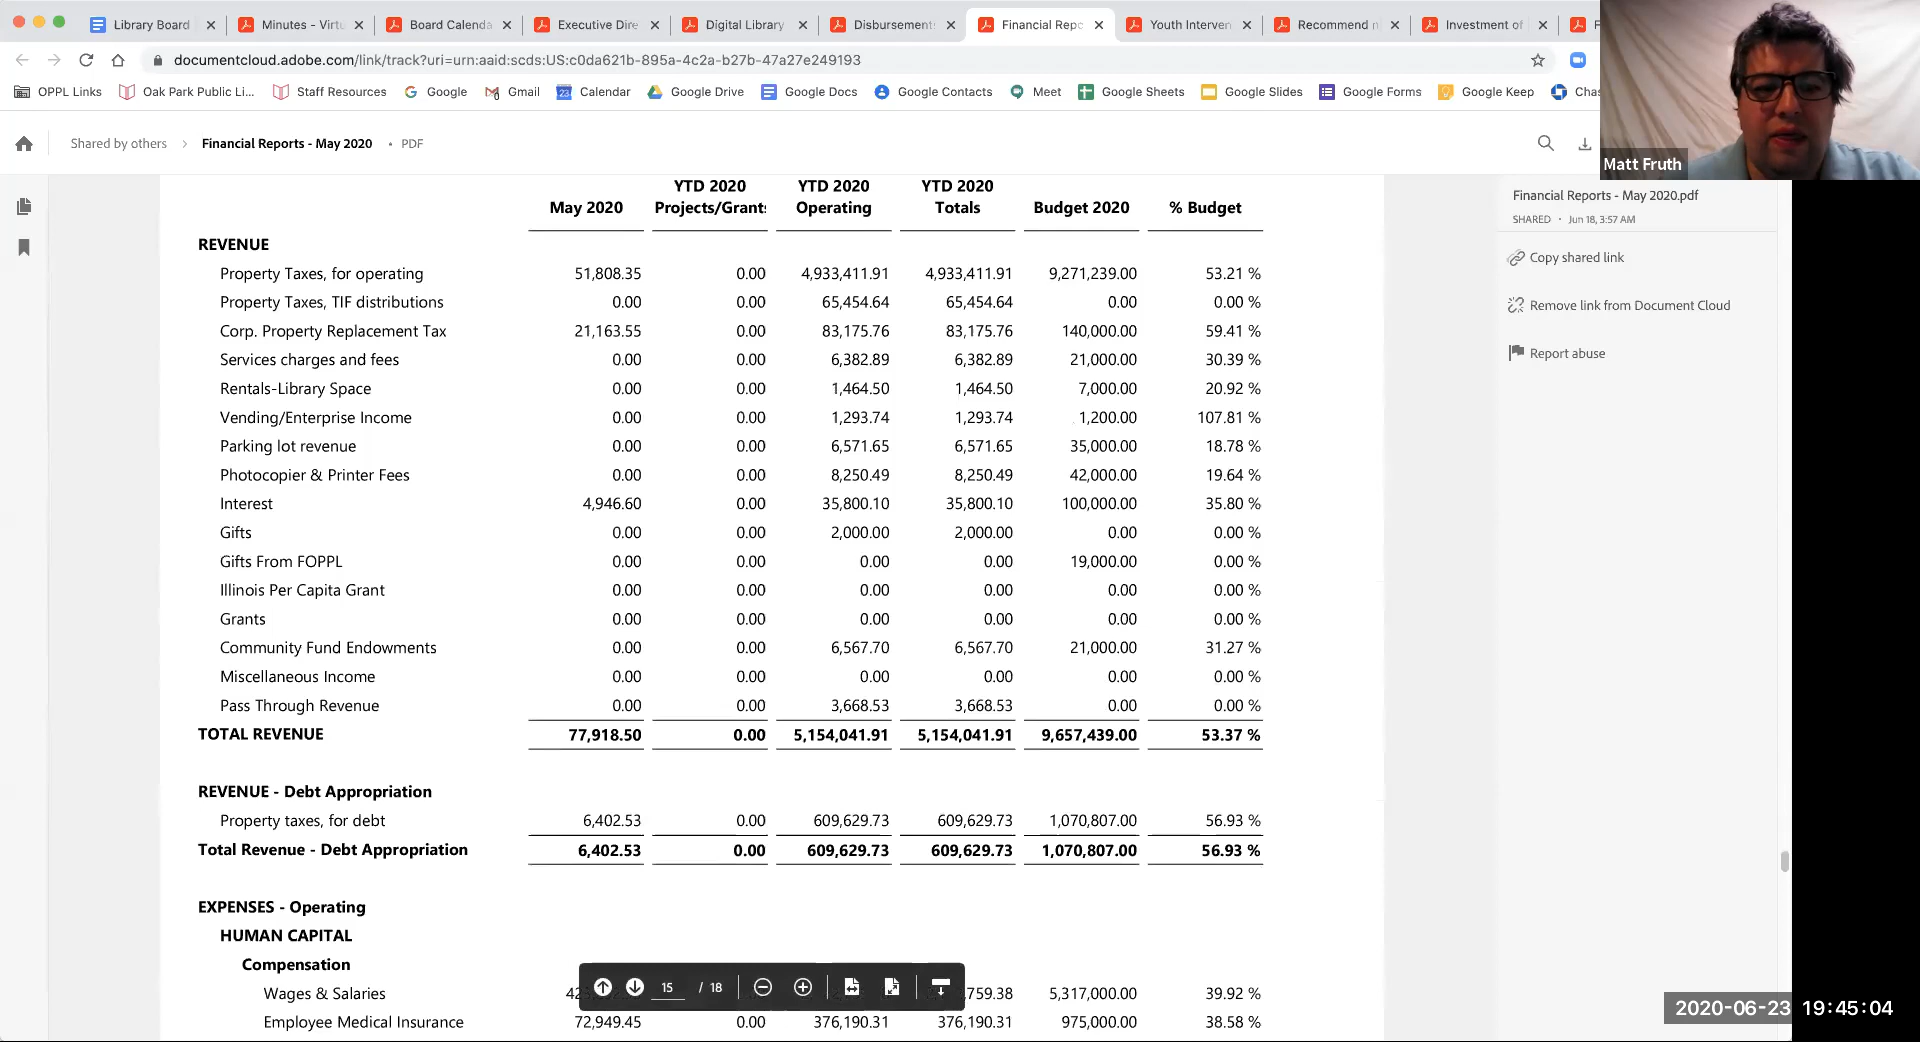 Library Board
Minutes - Virtu
Board Calenda
Executive Dire
Digital Library
Disbursement
Financial Repo
Youth Interven
Recommend n
Investment of
documentcloud.adobe.com/link/track?uri=urn:aaid:scds:US:c0da621b-895a-4c2a-b27b-47a27e249193
OPPL Links Oak Park Public Li... Staff Resources Google Gmail Calendar Google Drive Google Docs Google Contacts Meet Google Sheets Google Slides Google Forms Google Keep Chas
Shared by others > Financial Reports - May 2020 • PDF
Matt Fruth
Financial Reports - May 2020.pdf
SHARED • Jun 18, 3:57 AM
Copy shared link
Remove link from Document Cloud
Report abuse
YTD 2020 YTD 2020 YTD 2020
May 2020 Projects/Grants Operating Totals Budget 2020 % Budget
REVENUE
Property Taxes, for operating 51,808.35 0.00 4,933,411.91 4,933,411.91 9,271,239.00 53.21 %
Property Taxes, TIF distributions 0.00 0.00 65,454.64 65,454.64 0.00 0.00 %
Corp. Property Replacement Tax 21,163.55 0.00 83,175.76 83,175.76 140,000.00 59.41 %
Services charges and fees 0.00 0.00 6,382.89 6,382.89 21,000.00 30.39 %
Rentals-Library Space 0.00 0.00 1,464.50 1,464.50 7,000.00 20.92 %
Vending/Enterprise Income 0.00 0.00 1,293.74 1,293.74 1,200.00 107.81 %
Parking lot revenue 0.00 0.00 6,571.65 6,571.65 35,000.00 18.78 %
Photocopier & Printer Fees 0.00 0.00 8,250.49 8,250.49 42,000.00 19.64 %
Interest 4,946.60 0.00 35,800.10 35,800.10 100,000.00 35.80 %
Gifts 0.00 0.00 2,000.00 2,000.00 0.00 0.00 %
Gifts From FOPPL 0.00 0.00 0.00 0.00 19,000.00 0.00 %
Illinois Per Capita Grant 0.00 0.00 0.00 0.00 0.00 0.00 %
Grants 0.00 0.00 0.00 0.00 0.00 0.00 %
Community Fund Endowments 0.00 0.00 6,567.70 6,567.70 21,000.00 31.27 %
Miscellaneous Income 0.00 0.00 0.00 0.00 0.00 0.00 %
Pass Through Revenue 0.00 0.00 3,668.53 3,668.53 0.00 0.00 %
TOTAL REVENUE 77,918.50 0.00 5,154,041.91 5,154,041.91 9,657,439.00 53.37 %
REVENUE - Debt Appropriation
Property taxes, for debt 6,402.53 0.00 609,629.73 609,629.73 1,070,807.00 56.93 %
Total Revenue - Debt Appropriation 6,402.53 0.00 609,629.73 609,629.73 1,070,807.00 56.93 %
EXPENSES - Operating
HUMAN CAPITAL
Compensation
Wages & Salaries 759.38 5,317,000.00 39.92 %
15 / 18
Employee Medical Insurance 72,949.45 0.00 376,190.31 376,190.31 975,000.00 38.58 %
2020-06-23 19:45:04